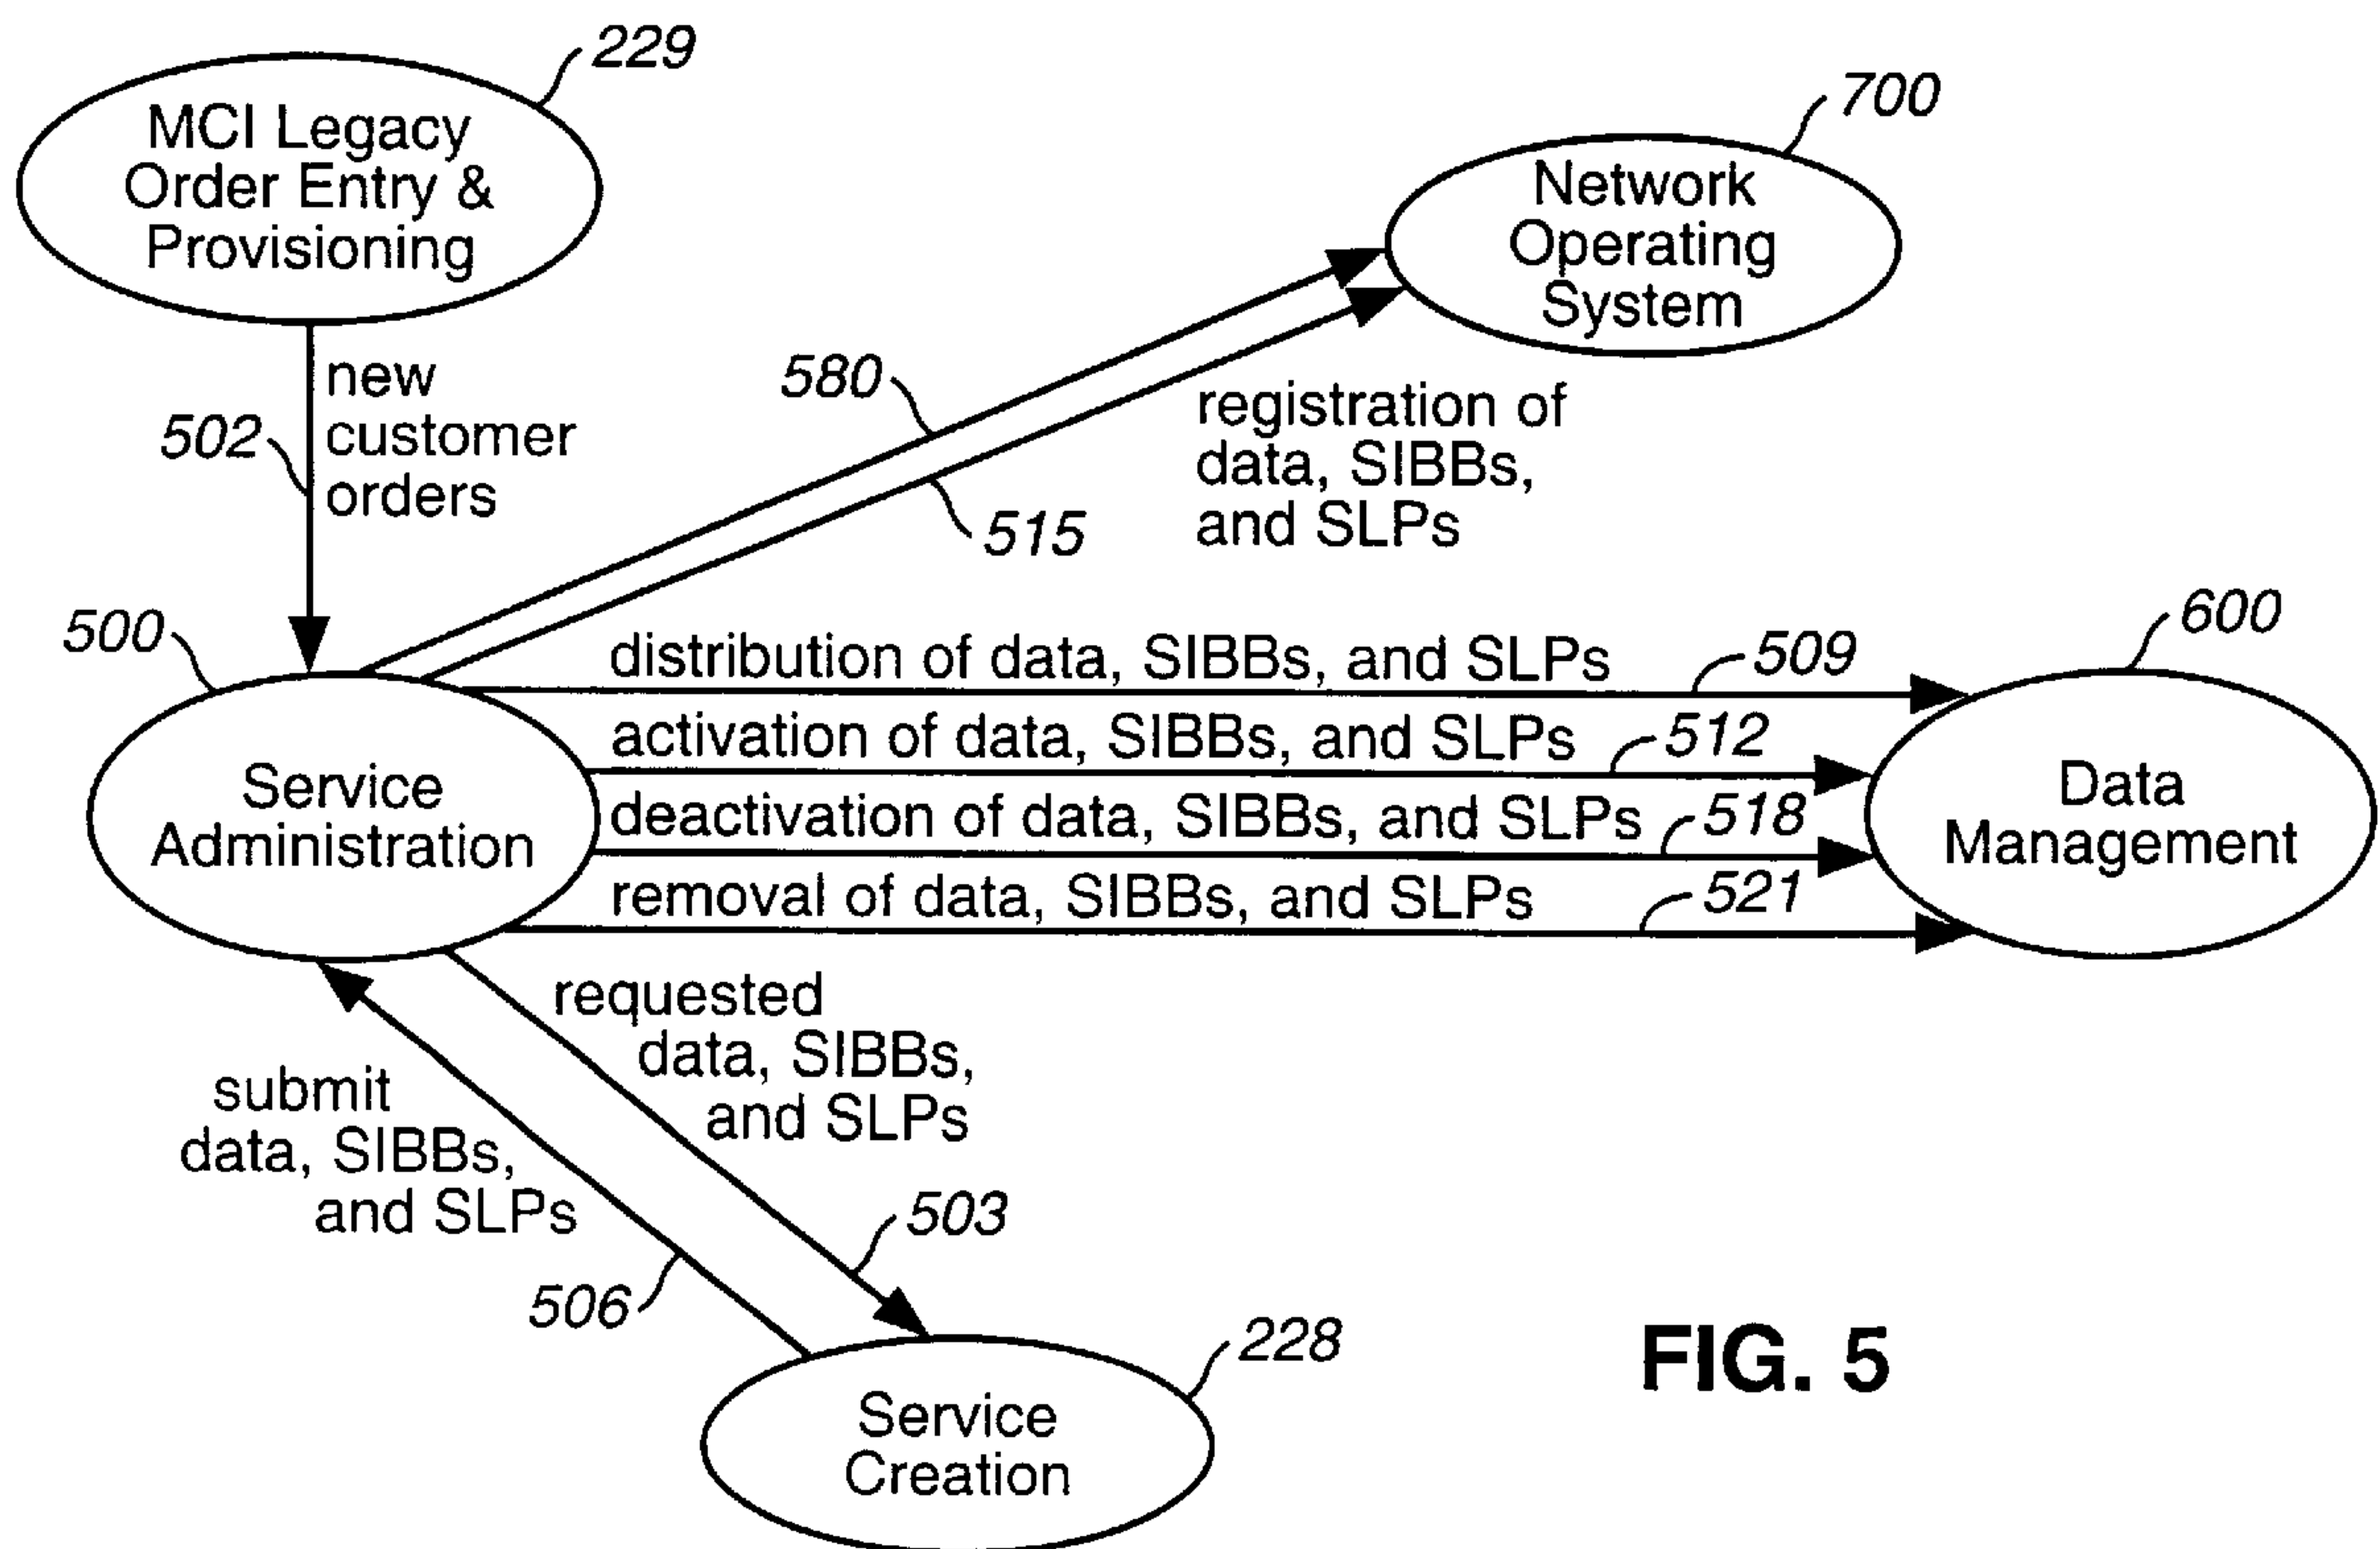 229
MCI Legacy
Order Entry &
Provisioning
700
Network
Operating
System
new
customer
orders
502
580
515
registration of
data, SIBBs,
and SLPs
500
Service
Administration
distribution of data, SIBBs, and SLPs
509
activation of data, SIBBs, and SLPs
512
deactivation of data, SIBBs, and SLPs
518
removal of data, SIBBs, and SLPs
521
600
Data
Management
requested
data, SIBBs,
and SLPs
503
submit
data, SIBBs,
and SLPs
506
228
Service
Creation
FIG. 5